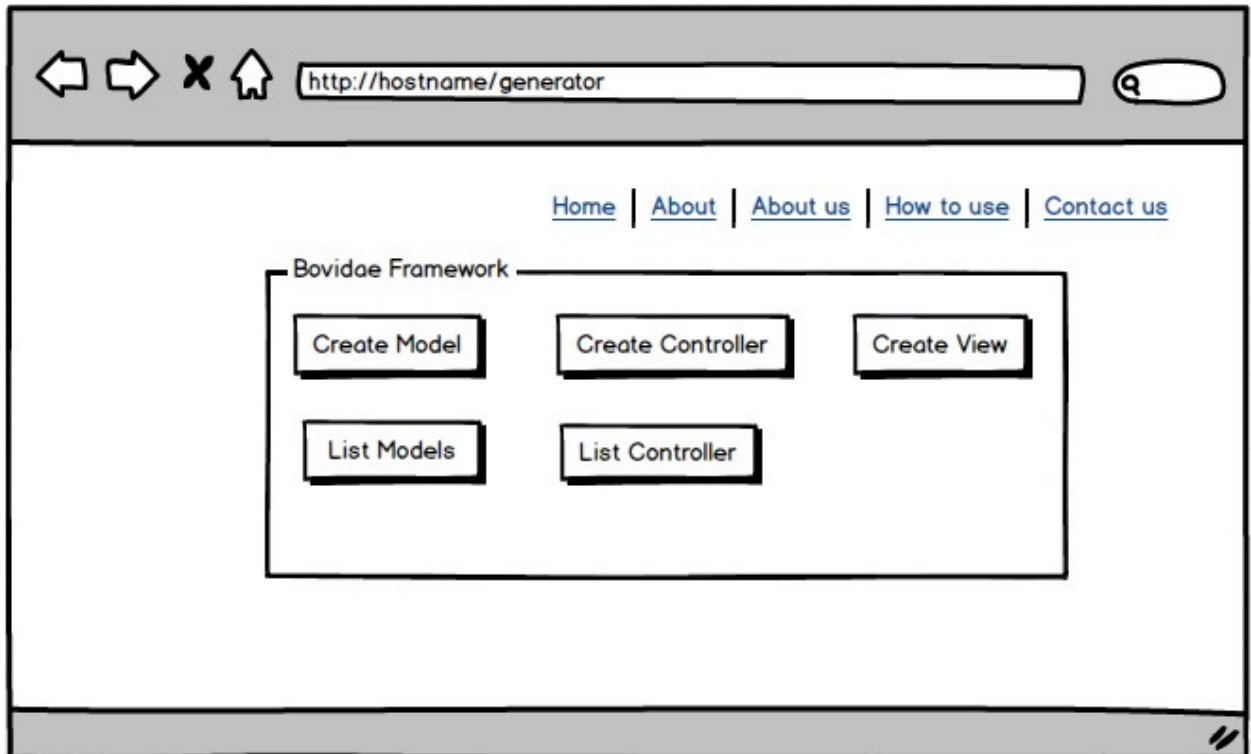 http://hostname/generator
Home | About | About us | How to use | Contact us
Bovidae Framework
Create Model Create Controller Create View
List Models List Controller